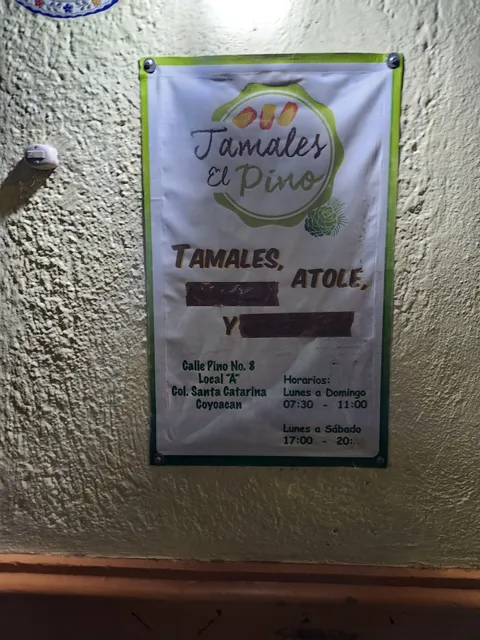 Tamales
El Pino
TAMALES,
ATOLE,
Y
Calle Pino No. 8
Local "A"
Col. Santa Catarina
Coyoacan
Horarios:
Lunes a Domingo
07:30 - 11:00
Lunes a Sábado
17:00 - 20: